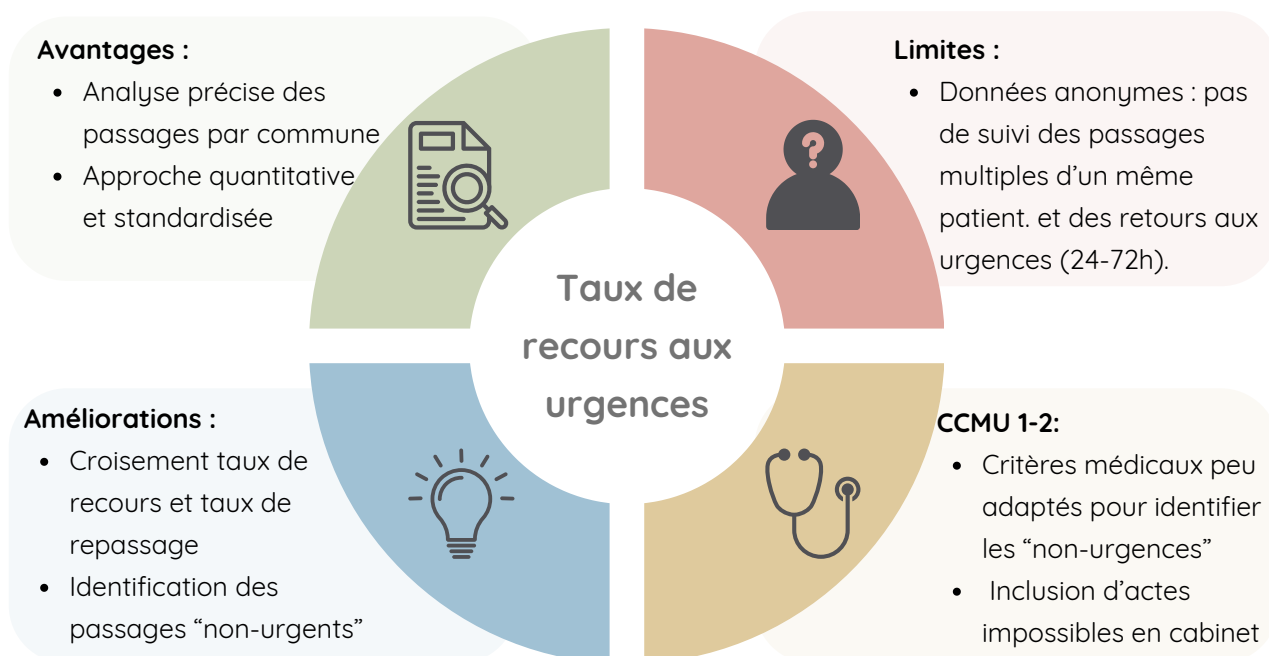 Avantages :
• Analyse précise des
passages par commune
• Approche quantitative
et standardisée
Limites :
• Données anonymes : pas
de suivi des passages
multiples d’un même
patient. et des retours aux
urgences (24-72h).
?
Taux de
recours aux
urgences
Améliorations :
• Croisement taux de
recours et taux de
repassage
• Identification des
passages “non-urgents”
CCMU 1-2:
• Critères médicaux peu
adaptés pour identifier
les “non-urgences”
• Inclusion d’actes
impossibles en cabinet